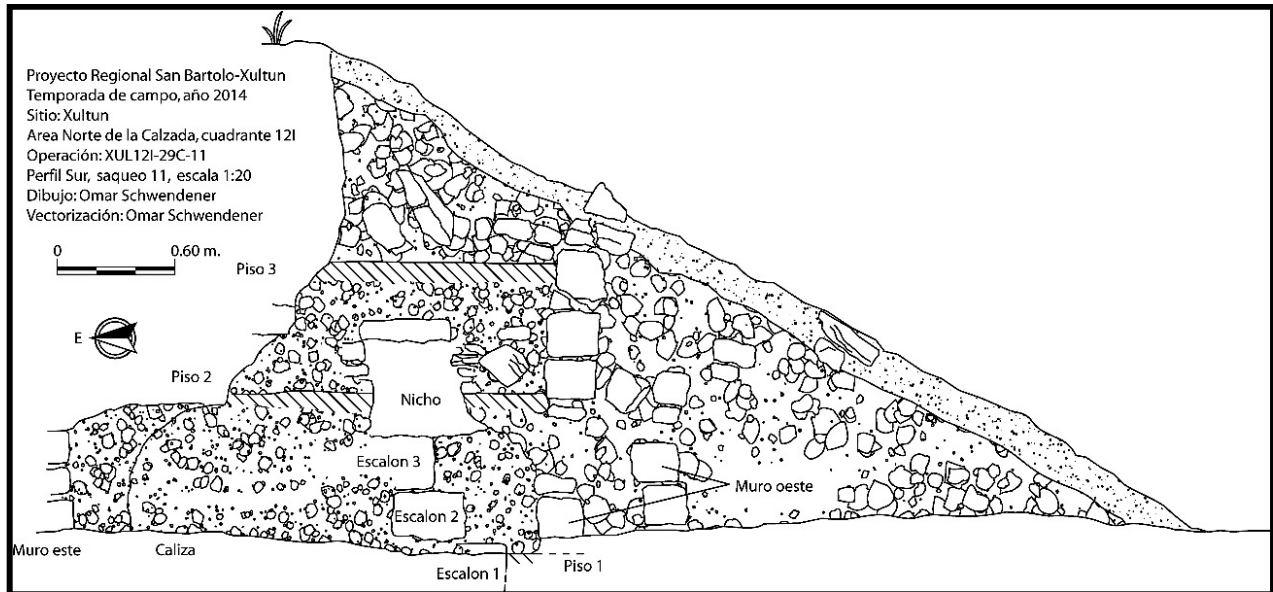 Proyecto Regional San Bartolo-Xultun
Temporada de campo, año 2014
Sitio: Xultun
Area Norte de la Calzada, cuadrante 12I
Operación: XUL12I-29C-11
Perfil Sur, saqueo 11, escala 1:20
Dibujo: Omar Schwendener
Vectorización: Omar Schwendener
0 0.60 m.
Piso 3
E
Piso 2
Nicho
Escalon 3
Muro oeste
Escalon 2
Muro este
Caliza
Escalon 1
Piso 1